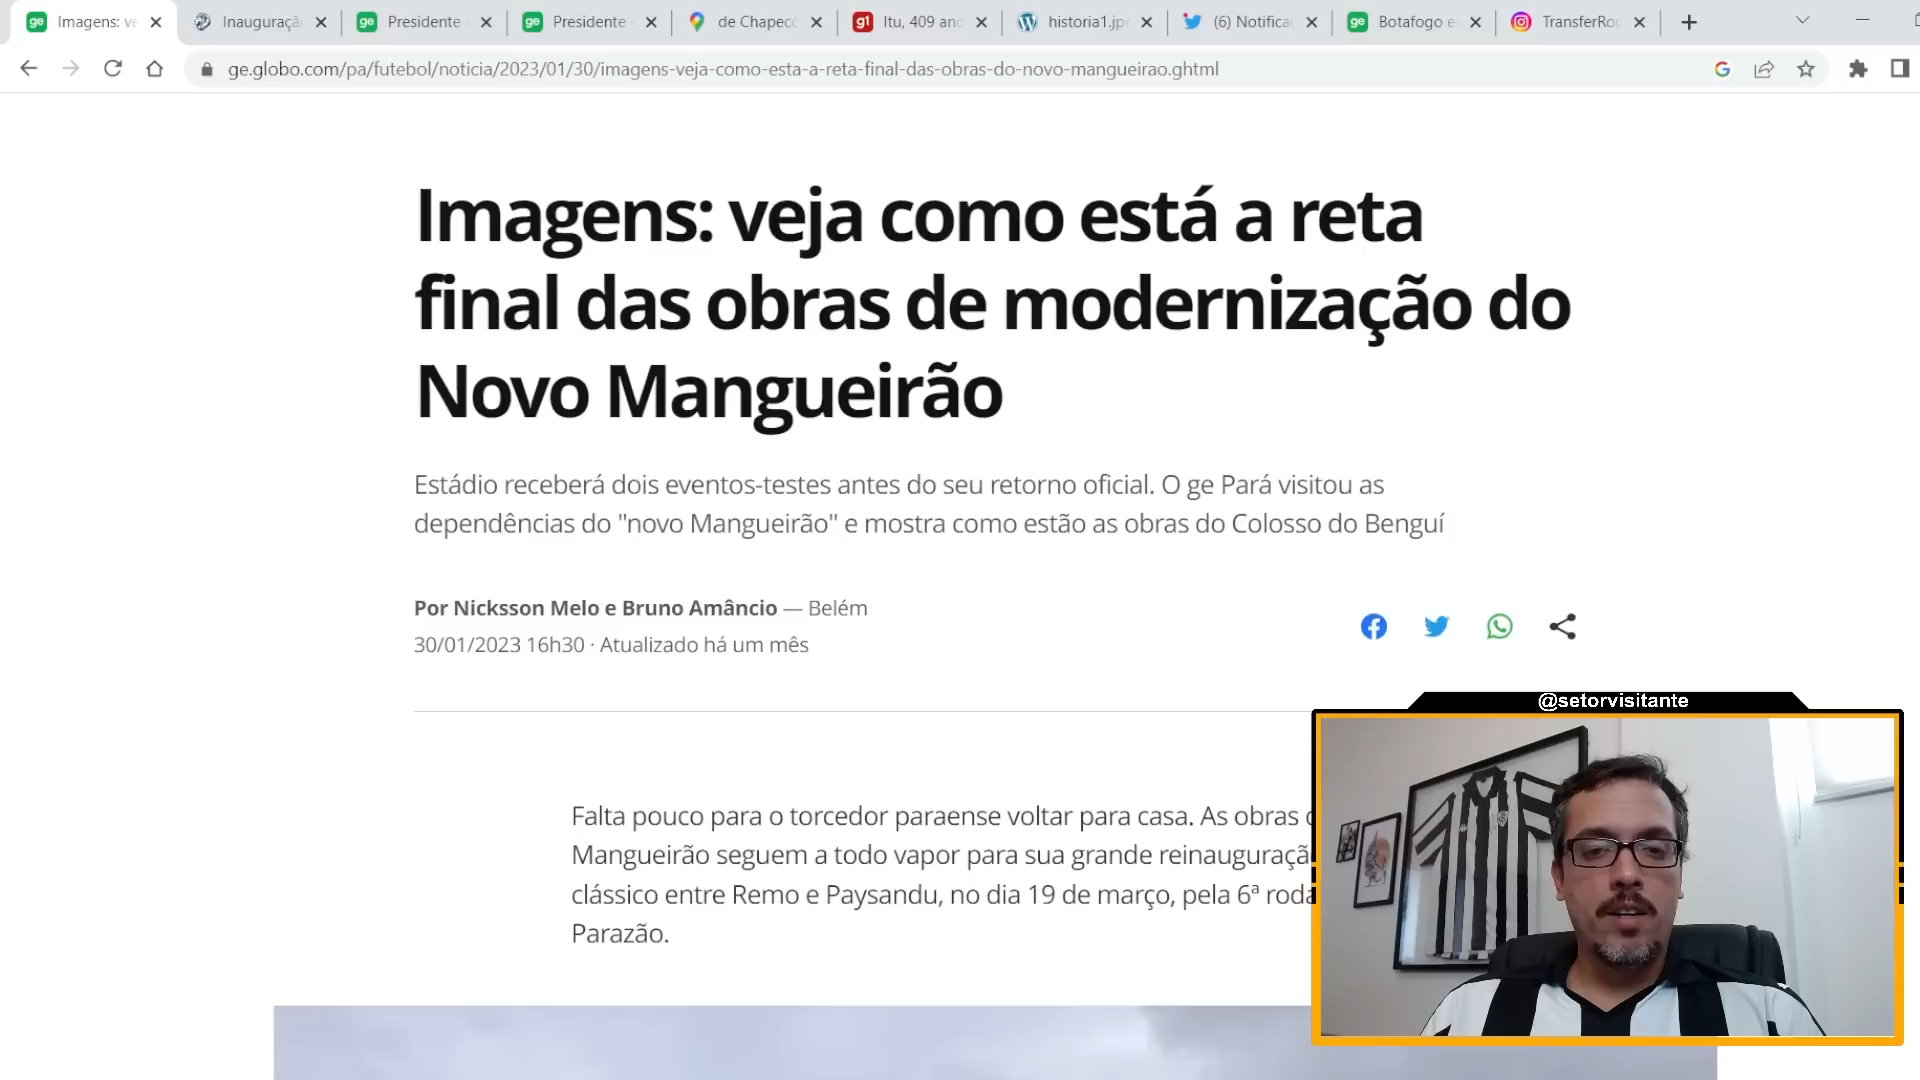 Imagens: ve
Inauguraçã
Presidente
Presidente
de Chapecó
Itu, 409 ano
historia1.jpe
(6) Notifica
Botafogo e
TransferRoo
ge.globo.com/pa/futebol/noticia/2023/01/30/imagens-veja-como-esta-a-reta-final-das-obras-do-novo-mangueirao.ghtml
Imagens: veja como está a reta
final das obras de modernização do
Novo Mangueirão
Estádio receberá dois eventos-testes antes do seu retorno oficial. O ge Pará visitou as
dependências do "novo Mangueirão" e mostra como estão as obras do Colosso do Benguí
Por Nicksson Melo e Bruno Amâncio — Belém
30/01/2023 16h30 · Atualizado há um mês
@setorvisitante
Falta pouco para o torcedor paraense voltar para casa. As obras
Mangueirão seguem a todo vapor para sua grande reinauguraçã
clássico entre Remo e Paysandu, no dia 19 de março, pela 6ª roda
Parazão.